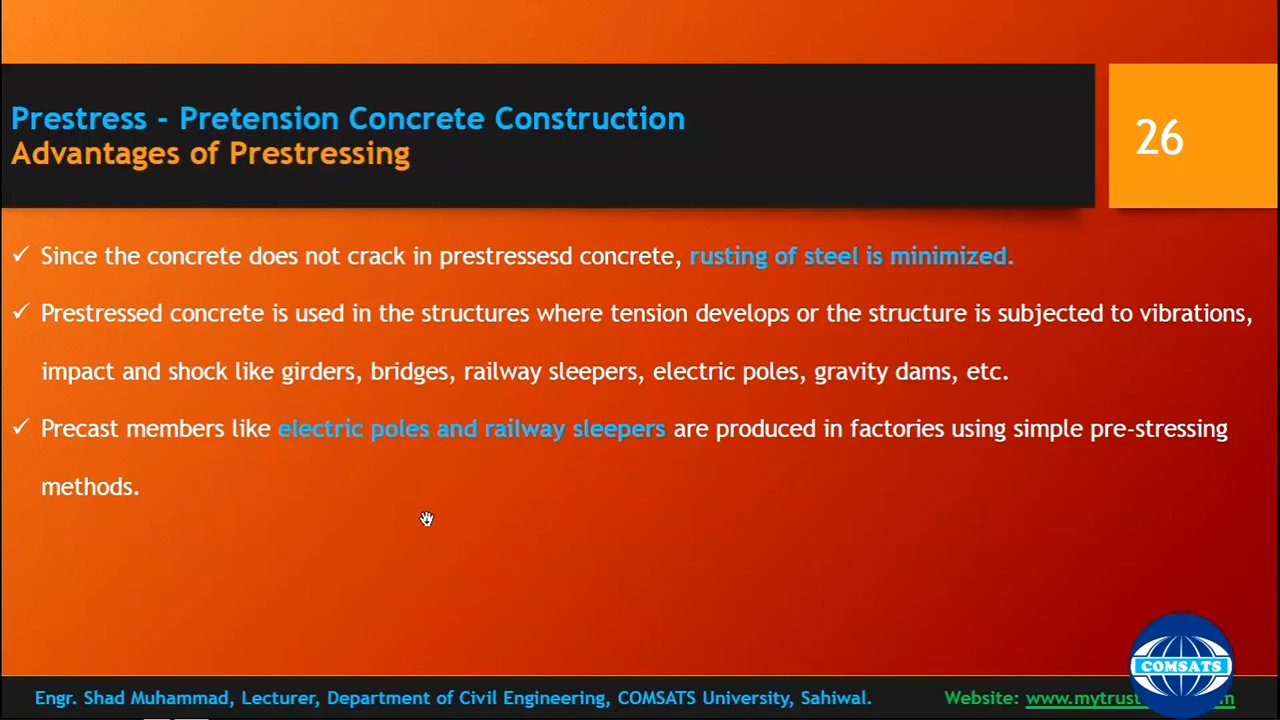 Prestress - Pretension Concrete Construction
Advantages of Prestressing
26
✓ Since the concrete does not crack in prestressesd concrete, rusting of steel is minimized.
✓ Prestressed concrete is used in the structures where tension develops or the structure is subjected to vibrations,
impact and shock like girders, bridges, railway sleepers, electric poles, gravity dams, etc.
✓ Precast members like electric poles and railway sleepers are produced in factories using simple pre-stressing
methods.
COMSATS
Engr. Shad Muhammad, Lecturer, Department of Civil Engineering, COMSATS University, Sahiwal.
Website: